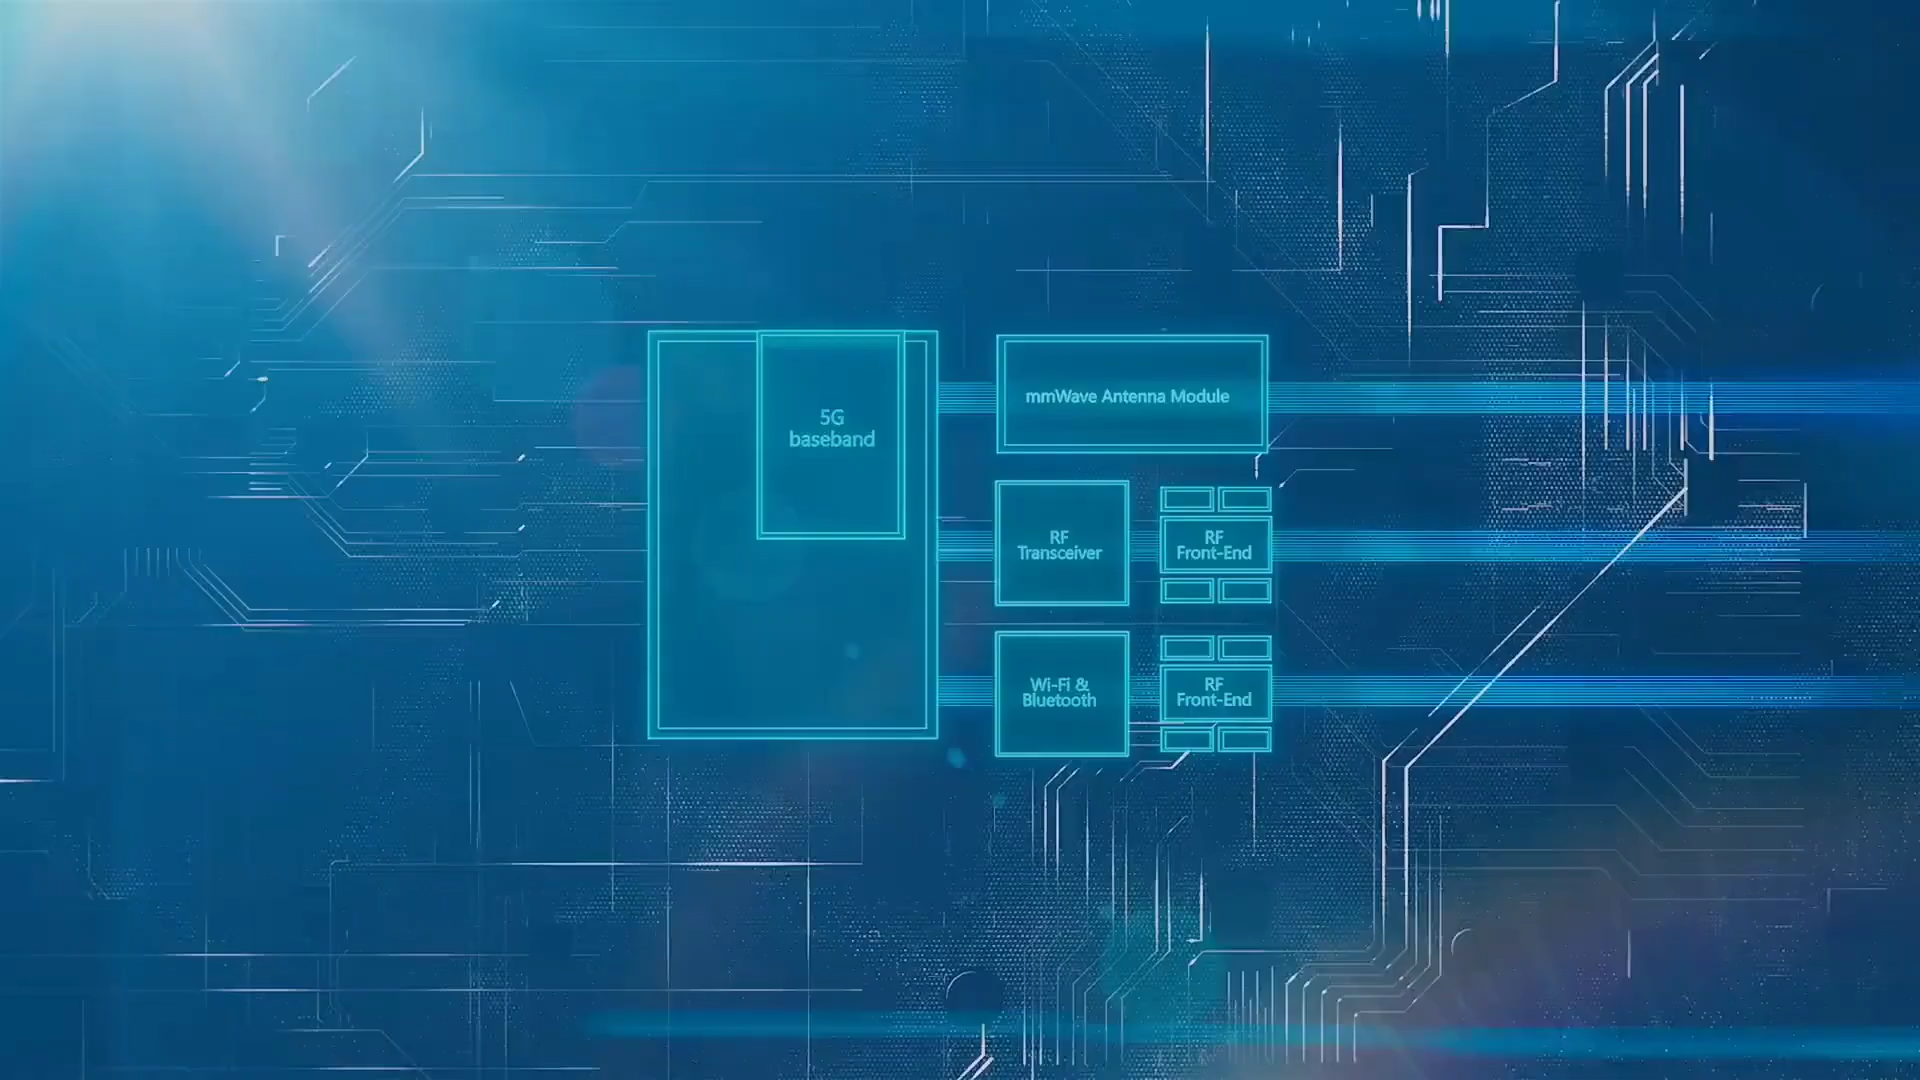 5G
baseband
mmWave Antenna Module
RF
Transceiver
RF
Front-End
Wi-Fi &
Bluetooth
RF
Front-End